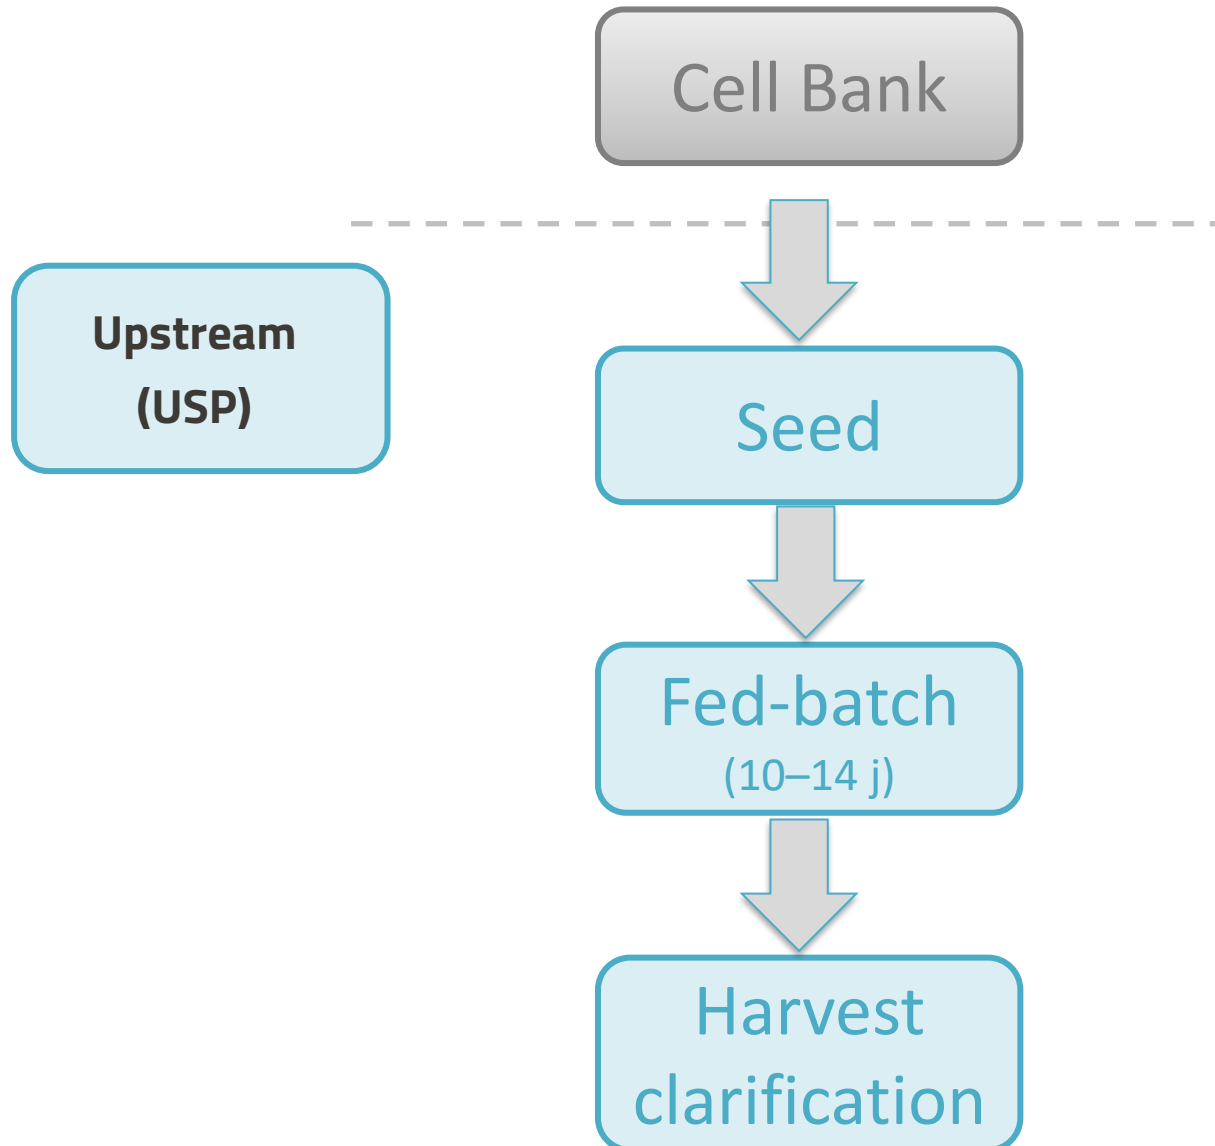 Cell Bank
Upstream
(USP)
Seed
Fed-batch
(10–14 j)
Harvest
clarification